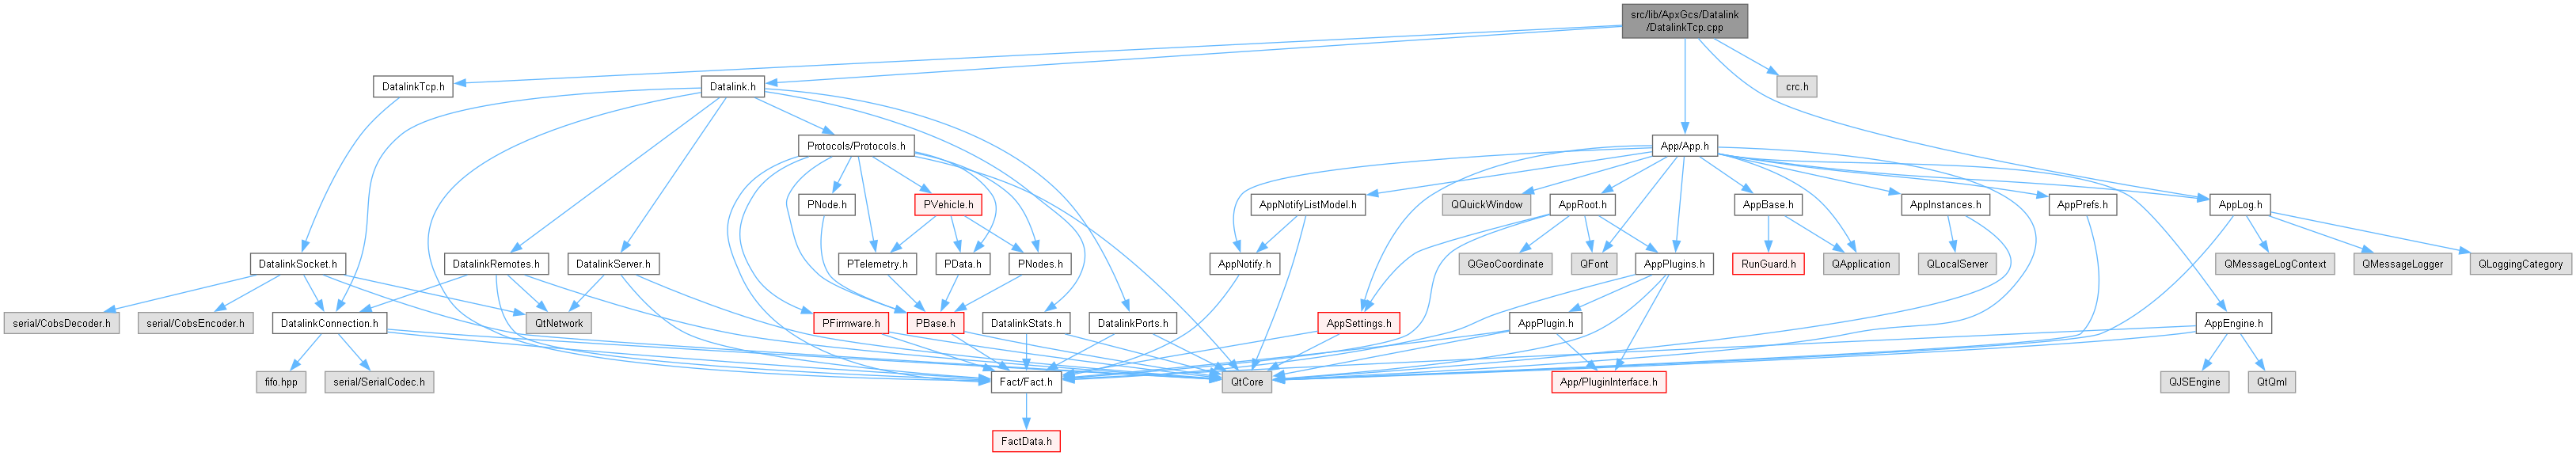 src/lib/ApxGcs/Datalink
/DatalinkTcp.cpp
DatalinkTcp.h
Datalink.h
crc.h
Protocols/Protocols.h
App/App.h
PNode.h
PVehicle.h
AppNotifyListModel.h
QQuickWindow
AppRoot.h
AppBase.h
AppInstances.h
AppPrefs.h
AppLog.h
DatalinkSocket.h
DatalinkRemotes.h
DatalinkServer.h
PTelemetry.h
PData.h
PNodes.h
AppNotify.h
QGeoCoordinate
QFont
AppPlugins.h
RunGuard.h
QApplication
QLocalServer
QMessageLogContext
QMessageLogger
QLoggingCategory
serial/CobsDecoder.h
serial/CobsEncoder.h
DatalinkConnection.h
QtNetwork
PFirmware.h
PBase.h
DatalinkStats.h
DatalinkPorts.h
AppSettings.h
AppPlugin.h
AppEngine.h
fifo.hpp
serial/SerialCodec.h
Fact/Fact.h
QtCore
App/PluginInterface.h
QJSEngine
QtQml
FactData.h